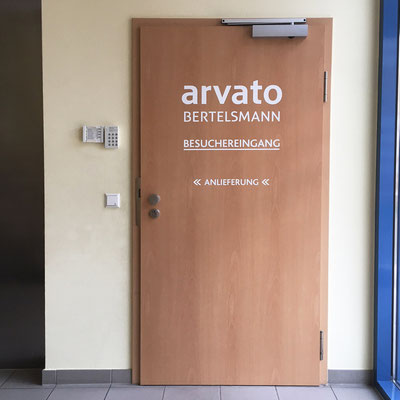 arvato
BERTELSMANN
BESUCHEREINGANG
« ANLIEFERUNG «